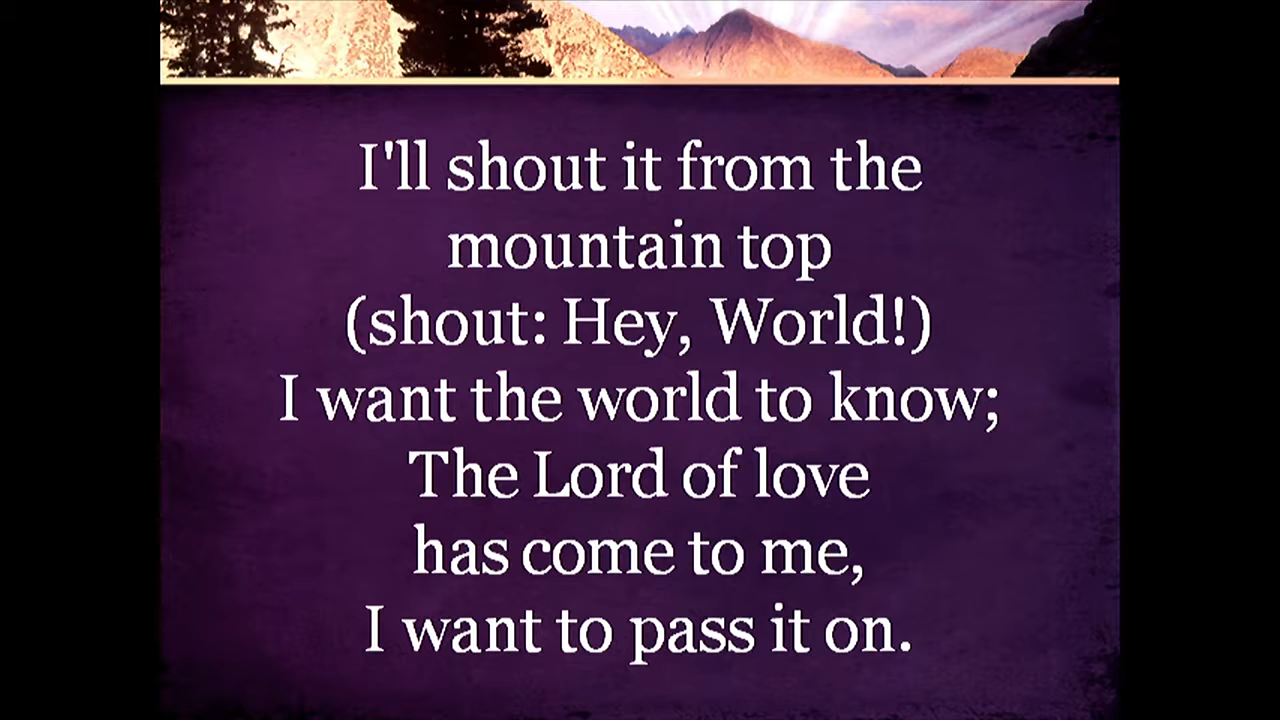 I'll shout it from the
mountain top
(shout: Hey, World!)
I want the world to know;
The Lord of love
has come to me,
I want to pass it on.